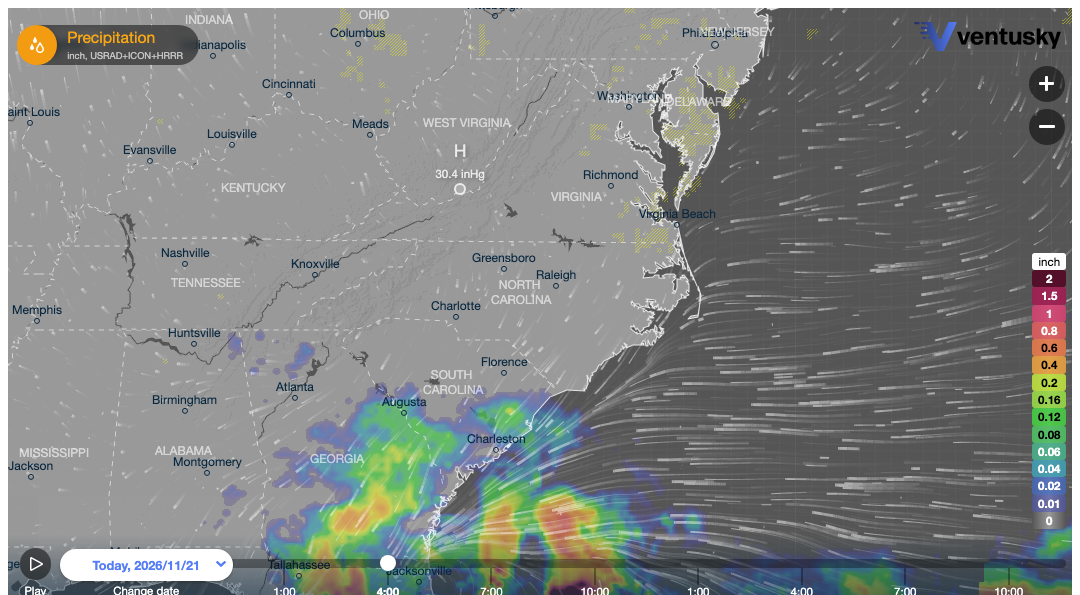 Precipitation
inch, USRAD+ICON+HRRR
ventusky
+
−
INDIANA
OHIO
Columbus
Philadelphia
NEW JERSEY
Cincinnati
Washington
MARYLAND
DELAWARE
aint Louis
Meads
WEST VIRGINIA
Louisville
Evansville
H
30.4 inHg
Richmond
KENTUCKY
VIRGINIA
Virginia Beach
Nashville
Knoxville
Greensboro
Raleigh
TENNESSEE
NORTH
CAROLINA
Memphis
Charlotte
Huntsville
Florence
Atlanta
SOUTH
CAROLINA
Birmingham
Augusta
Charleston
MISSISSIPPI
ALABAMA
GEORGIA
Jackson
Montgomery
Tallahassee
Jacksonville
inch
2
1.5
1
0.8
0.6
0.4
0.2
0.16
0.12
0.08
0.06
0.04
0.02
0.01
0
Today, 2026/11/21
Play
Change date
1:00
4:00
7:00
10:00
1:00
4:00
7:00
10:00